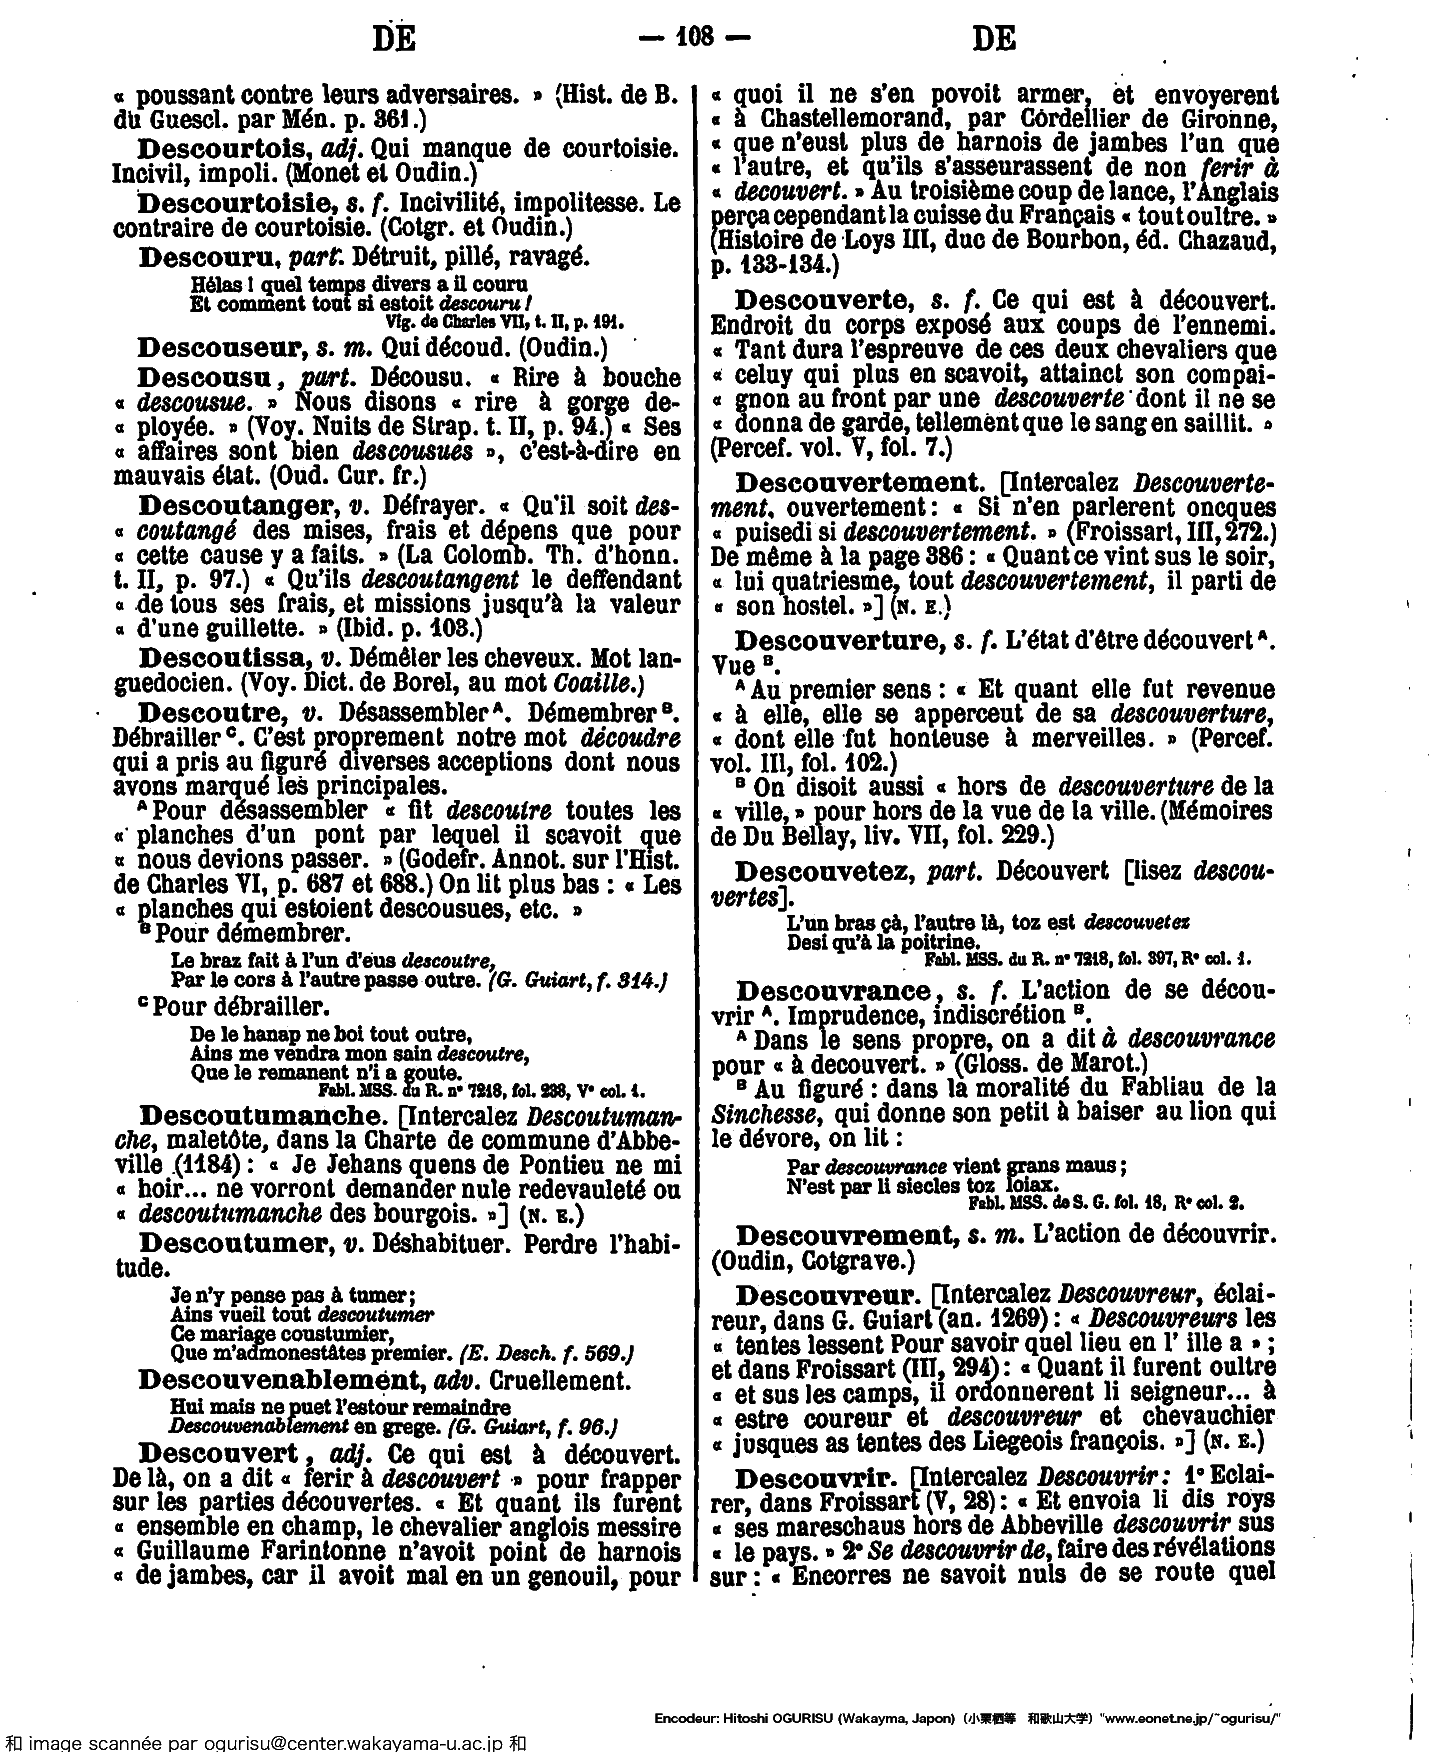 DE — 108 — DE
« poussant contre leurs adversaires. » (Hist. de B.
du Guescl. par Mén. p. 361.)
Descourtois, adj. Qui manque de courtoisie.
Incivil, impoli. (Monet et Oudin.)
Descourtoisie, s. f. Incivilité, impolitesse. Le
contraire de courtoisie. (Cotgr. et Oudin.)
Descouru, part. Détruit, pillé, ravagé.
Hélas ! quel temps divers a il couru
Et comment tout si estoit descouru !
Vig. de Charles VII, t. II, p. 191.
Descouseur, s. m. Qui découd. (Oudin.)
Descousu, part. Décousu. « Rire à bouche
« descousue. » Nous disons « rire à gorge de-
« ployée. » (Voy. Nuits de Strap. t. II, p. 94.) « Ses
« affaires sont bien descousues », c'est-à-dire en
mauvais état. (Oud. Cur. fr.)
Descoutanger, v. Défrayer. « Qu'il soit des-
« coutangé des mises, frais et dépens que pour
« cette cause y a faits. » (La Colomb. Th. d'honn.
t. II, p. 97.) « Qu'ils descoutangent le deffendant
« de tous ses frais, et missions jusqu'à la valeur
« d'une guillette. » (Ibid. p. 103.)
Descoutissa, v. Démêler les cheveux. Mot lan-
guedocien. (Voy. Dict. de Borel, au mot Coaille.)
Descoutre, v. Désassembler A. Démembrer B.
Débrailler C. C'est proprement notre mot découdre
qui a pris au figuré diverses acceptions dont nous
avons marqué les principales.
A Pour désassembler « fit descoutre toutes les
« planches d'un pont par lequel il scavoit que
« nous devions passer. » (Godefr. Annot. sur l'Hist.
de Charles VI, p. 687 et 688.) On lit plus bas : « Les
« planches qui estoient descousues, etc. »
B Pour démembrer.
Le braz fait à l'un d'eus descoutre,
Par le cors à l'autre passe outre. (G. Guiart, f. 314.)
C Pour débrailler.
De le hanap ne boi tout outre,
Ains me vendra mon sain descoutre,
Que le remanent n'i a goute.
Fabl. MSS. du R. n° 7218, fol. 238, V° col. 1.
Descoutumanche. [Intercalez Descoutuman-
che, maletôte, dans la Charte de commune d'Abbe-
ville (1184) : « Je Jehans quens de Pontieu ne mi
« hoir... ne vorront demander nule redevauleté ou
« descoutumanche des bourgois. »] (N. E.)
Descoutumer, v. Déshabituer. Perdre l'habi-
tude.
Je n'y pense pas à tumer ;
Ains vueil tout descoutumer
Ce mariage coustumier,
Que m'admonestâtes premier. (E. Desch. f. 569.)
Descouvenablement, adv. Cruellement.
Hui mais ne puet l'estour remaindre
Descouvenablement en grege. (G. Guiart, f. 96.)
Descouvert, adj. Ce qui est à découvert.
De là, on a dit « ferir à descouvert » pour frapper
sur les parties découvertes. « Et quant ils furent
« ensemble en champ, le chevalier anglois messire
« Guillaume Farintonne n'avoit point de harnois
« de jambes, car il avoit mal en un genouil, pour
« quoi il ne s'en povoit armer, et envoyerent
« à Chastellemorand, par Cordellier de Gironne,
« que n'eust plus de harnois de jambes l'un que
« l'autre, et qu'ils s'asseurassent de non ferir à
« decouvert. » Au troisième coup de lance, l'Anglais
perça cependant la cuisse du Français « tout oultre. »
(Histoire de Loys III, duc de Bourbon, éd. Chazaud,
p. 133-134.)
Descouverte, s. f. Ce qui est à découvert.
Endroit du corps exposé aux coups de l'ennemi.
« Tant dura l'espreuve de ces deux chevaliers que
« celuy qui plus en scavoit, attainct son compai-
« gnon au front par une descouverte dont il ne se
« donna de garde, tellement que le sang en saillit. »
(Percef. vol. V, fol. 7.)
Descouvertement. [Intercalez Descouverte-
ment, ouvertement : « Si n'en parlerent oncques
« puisedi si descouvertement. » (Froissart, III, 272.)
De même à la page 386 : « Quant ce vint sus le soir,
« lui quatriesme, tout descouvertement, il parti de
« son hostel. »] (N. E.)
Descouverture, s. f. L'état d'être découvert A.
Vue B.
A Au premier sens : « Et quant elle fut revenue
« à elle, elle se apperceut de sa descouverture,
« dont elle fut honteuse à merveilles. » (Percef.
vol. III, fol. 102.)
B On disoit aussi « hors de descouverture de la
« ville, » pour hors de la vue de la ville. (Mémoires
de Du Bellay, liv. VII, fol. 229.)
Descouvetez, part. Découvert [lisez descou-
vertes].
L'un bras çà, l'autre là, toz est descouvetez
Desi qu'à la poitrine.
Fabl. MSS. du R. n° 7218, fol. 397, R° col. 1.
Descouvrance, s. f. L'action de se décou-
vrir A. Imprudence, indiscrétion B.
A Dans le sens propre, on a dit à descouvrance
pour « à decouvert. » (Gloss. de Marot.)
B Au figuré : dans la moralité du Fabliau de la
Sinchesse, qui donne son petit à baiser au lion qui
le dévore, on lit :
Par descouvrance vient grans maus ;
N'est par li siecles toz loiax.
Fabl. MSS. de S. G. fol. 18, R° col. 2.
Descouvrement, s. m. L'action de découvrir.
(Oudin, Cotgrave.)
Descouvreur. [Intercalez Descouvreur, éclai-
reur, dans G. Guiart (an. 1269) : « Descouvreurs les
« tentes lessent Pour savoir quel lieu en l' ille a » ;
et dans Froissart (III, 294) : « Quant il furent oultre
« et sus les camps, il ordonnerent li seigneur... à
« estre coureur et descouvreur et chevauchier
« jusques as tentes des Liegeois françois. »] (N. E.)
Descouvrir. [Intercalez Descouvrir : 1° Eclai-
rer, dans Froissart (V, 28) : « Et envoia li dis roys
« ses mareschaus hors de Abbeville descouvrir sus
« le pays. » 2° Se descouvrir de, faire des révélations
sur : « Encorres ne savoit nuls de se route quel
Encodeur: Hitoshi OGURISU (Wakayma, Japon) (小栗栖等 和歌山大学) "www.eonet.ne.jp/~ogurisu/"
和 image scannée par ogurisu@center.wakayama-u.ac.jp 和